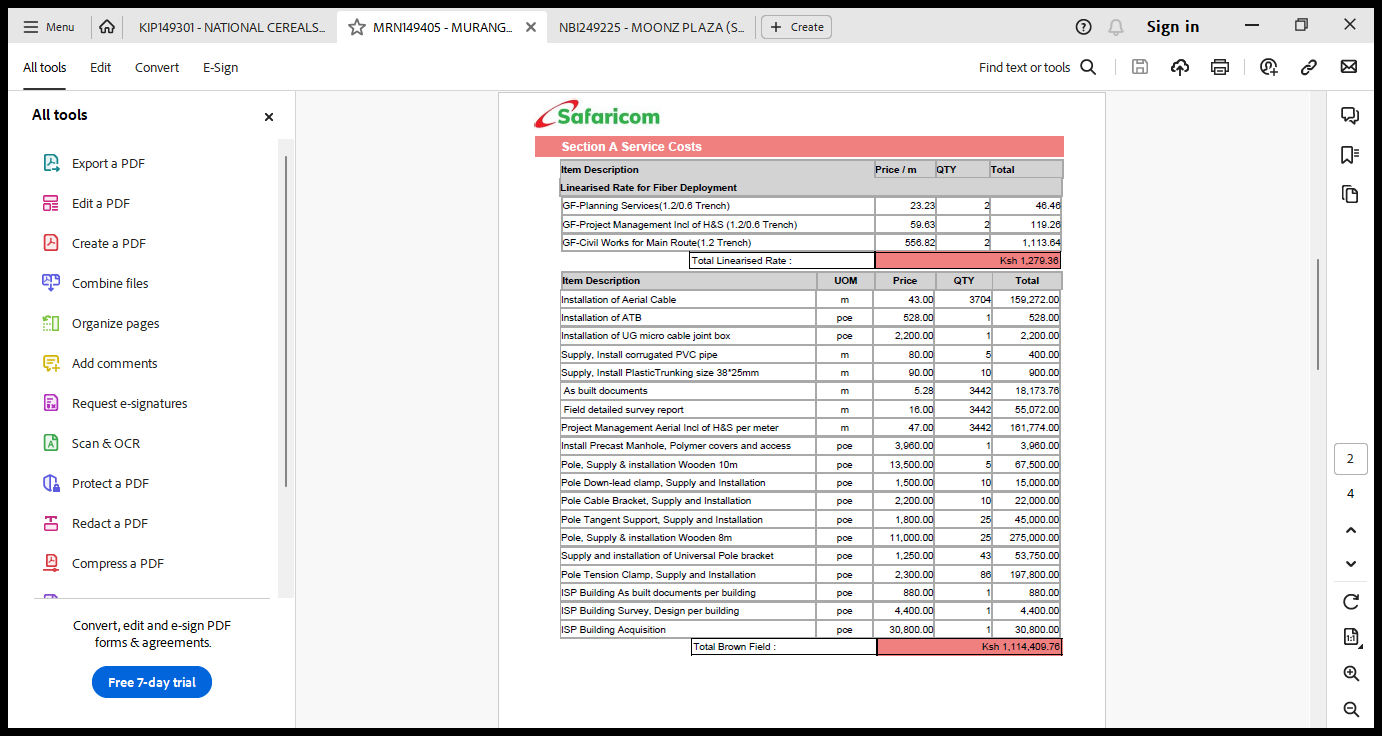 Menu
KIP149301 - NATIONAL CEREALS...
MRN149405 - MURANG...
NBI249225 - MOONZ PLAZA (S...
+ Create
Sign in
All tools
Edit
Convert
E-Sign
Find text or tools
All tools
Export a PDF
Edit a PDF
Create a PDF
Combine files
Organize pages
Add comments
Request e-signatures
Scan & OCR
Protect a PDF
Redact a PDF
Compress a PDF
Convert, edit and e-sign PDF
forms & agreements.
Free 7-day trial
Safaricom
Section A Service Costs
Item Description Price / m QTY Total
Linearised Rate for Fiber Deployment
GF-Planning Services(1.2/0.6 Trench) 23.23 2 46.46
GF-Project Management Incl of H&S (1.2/0.6 Trench) 59.63 2 119.26
GF-Civil Works for Main Route(1.2 Trench) 556.82 2 1,113.64
Total Linearised Rate : Ksh 1,279.36
Item Description UOM Price QTY Total
Installation of Aerial Cable m 43.00 3704 159,272.00
Installation of ATB pce 528.00 1 528.00
Installation of UG micro cable joint box pce 2,200.00 1 2,200.00
Supply, Install corrugated PVC pipe m 80.00 5 400.00
Supply, Install PlasticTrunking size 38*25mm m 90.00 10 900.00
As built documents m 5.28 3442 18,173.76
Field detailed survey report m 16.00 3442 55,072.00
Project Management Aerial Incl of H&S per meter m 47.00 3442 161,774.00
Install Precast Manhole, Polymer covers and access pce 3,960.00 1 3,960.00
Pole, Supply & installation Wooden 10m pce 13,500.00 5 67,500.00
Pole Down-lead clamp, Supply and Installation pce 1,500.00 10 15,000.00
Pole Cable Bracket, Supply and Installation pce 2,200.00 10 22,000.00
Pole Tangent Support, Supply and Installation pce 1,800.00 25 45,000.00
Pole, Supply & installation Wooden 8m pce 11,000.00 25 275,000.00
Supply and installation of Universal Pole bracket pce 1,250.00 43 53,750.00
Pole Tension Clamp, Supply and Installation pce 2,300.00 86 197,800.00
ISP Building As built documents per building pce 880.00 1 880.00
ISP Building Survey, Design per building pce 4,400.00 1 4,400.00
ISP Building Acquisition pce 30,800.00 1 30,800.00
Total Brown Field : Ksh 1,114,409.76
2
4
1:1